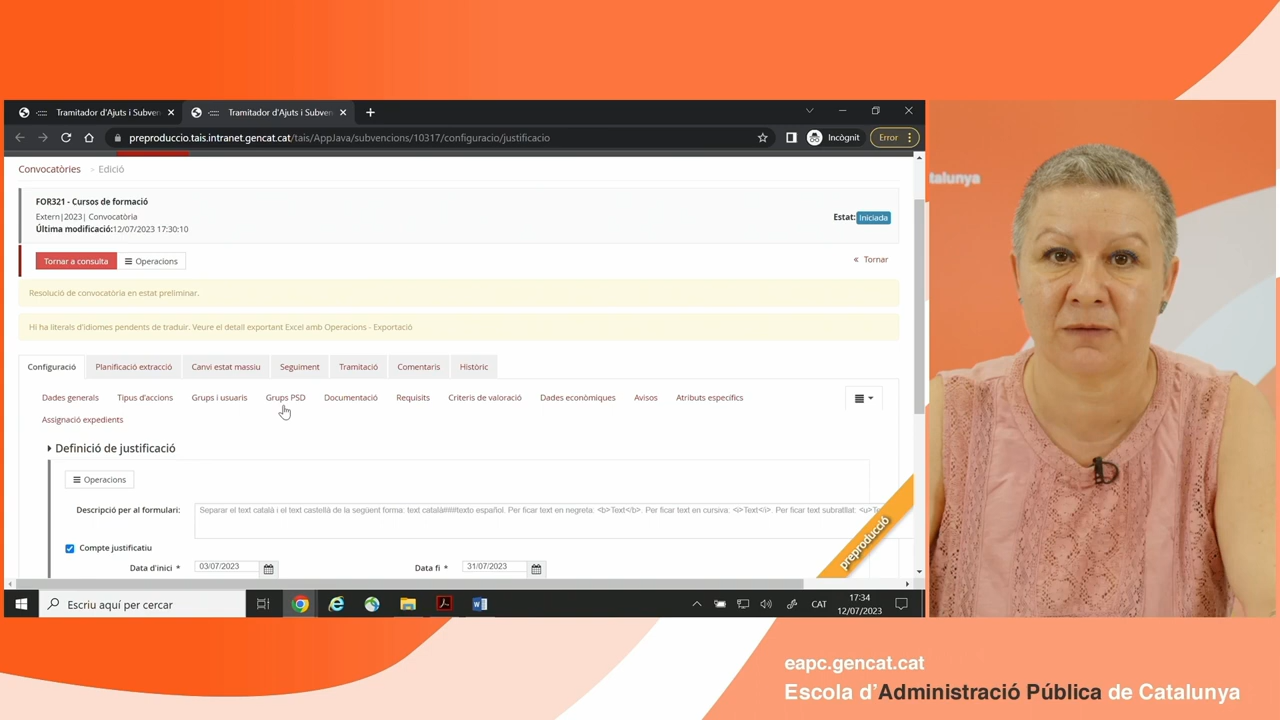 Tramitador d'Ajuts i Subven
Tramitador d'Ajuts i Subven
preproduccio.tais.intranet.gencat.cat/tais/AppJava/subvencions/10317/configuracio/justificacio
Incògnit
Error
Convocatòries > Edició
FOR321 - Cursos de formació
Extern|2023| Convocatòria
Última modificació:12/07/2023 17:30:10
Estat: Iniciada
Tornar a consulta
Operacions
« Tornar
Resolució de convocatòria en estat preliminar.
Hi ha literals d'idiomes pendents de traduir. Veure el detall exportant Excel amb Operacions - Exportació
Configuració Planificació extracció Canvi estat massiu Seguiment Tramitació Comentaris Històric
Dades generals Tipus d'accions Grups i usuaris Grups PSD Documentació Requisits Criteris de valoració Dades econòmiques Avisos Atributs específics
Assignació expedients
Definició de justificació
Operacions
Descripció per al formulari:
Separar el text català i el text castellà de la següent forma: text català###texto español. Per ficar text en negreta: <b>Text</b>. Per ficar text en cursiva: <i>Text</i>. Per ficar text subratllat: <u>Te
Compte justificatiu
Data d'inici * 03/07/2023 Data fi * 31/07/2023
preproducció
Escriu aquí per cercar
CAT
17:34
12/07/2023
talunya
eapc.gencat.cat
Escola d'Administració Pública de Catalunya